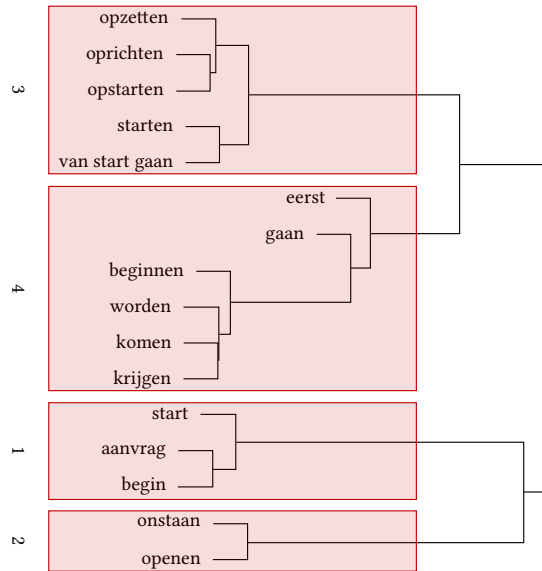 opzetten
oprichten
opstarten
starten
van start gaan
3
eerst
gaan
beginnen
worden
komen
krijgen
4
start
aanvrag
begin
1
onstaan
openen
2